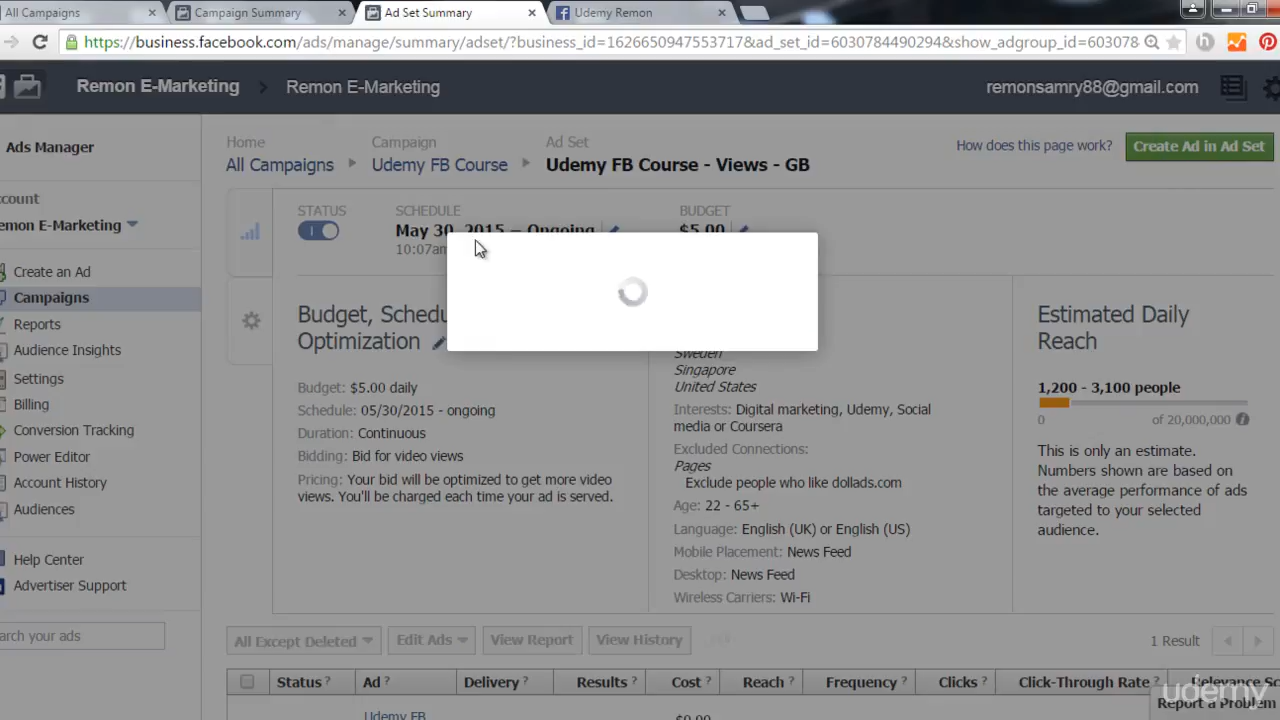 All Campaigns
Campaign Summary
Ad Set Summary
Udemy Remon
https://business.facebook.com/ads/manage/summary/adset/?business_id=1626650947553717&ad_set_id=6030784490294&show_adgroup_id=603078
Remon E-Marketing
Remon E-Marketing
remonsamry88@gmail.com
Ads Manager
ccount
emon E-Marketing
Create an Ad
Campaigns
Reports
Audience Insights
Settings
Billing
Conversion Tracking
Power Editor
Account History
Audiences
Help Center
Advertiser Support
earch your ads
Home
All Campaigns
Campaign
Udemy FB Course
Ad Set
Udemy FB Course - Views - GB
How does this page work?
Create Ad in Ad Set
STATUS
SCHEDULE
May 30, 2015 – Ongoing
10:07am
BUDGET
$5.00
Budget, Schedu
Optimization
Budget: $5.00 daily
Schedule: 05/30/2015 - ongoing
Duration: Continuous
Bidding: Bid for video views
Pricing: Your bid will be optimized to get more video
views. You'll be charged each time your ad is served.
Sweden
Singapore
United States
Interests: Digital marketing, Udemy, Social
media or Coursera
Excluded Connections:
Pages
Exclude people who like dollads.com
Age: 22 - 65+
Language: English (UK) or English (US)
Mobile Placement: News Feed
Desktop: News Feed
Wireless Carriers: Wi-Fi
Estimated Daily
Reach
1,200 - 3,100 people
0
of 20,000,000
This is only an estimate.
Numbers shown are based on
the average performance of ads
targeted to your selected
audience.
All Except Deleted
Edit Ads
View Report
View History
1 Result
Status ?
Ad ?
Delivery ?
Results ?
Cost ?
Reach ?
Frequency ?
Clicks ?
Click-Through Rate ?
Relevance Sc
Udemy FB
$0.00
Report a Problem
udemy